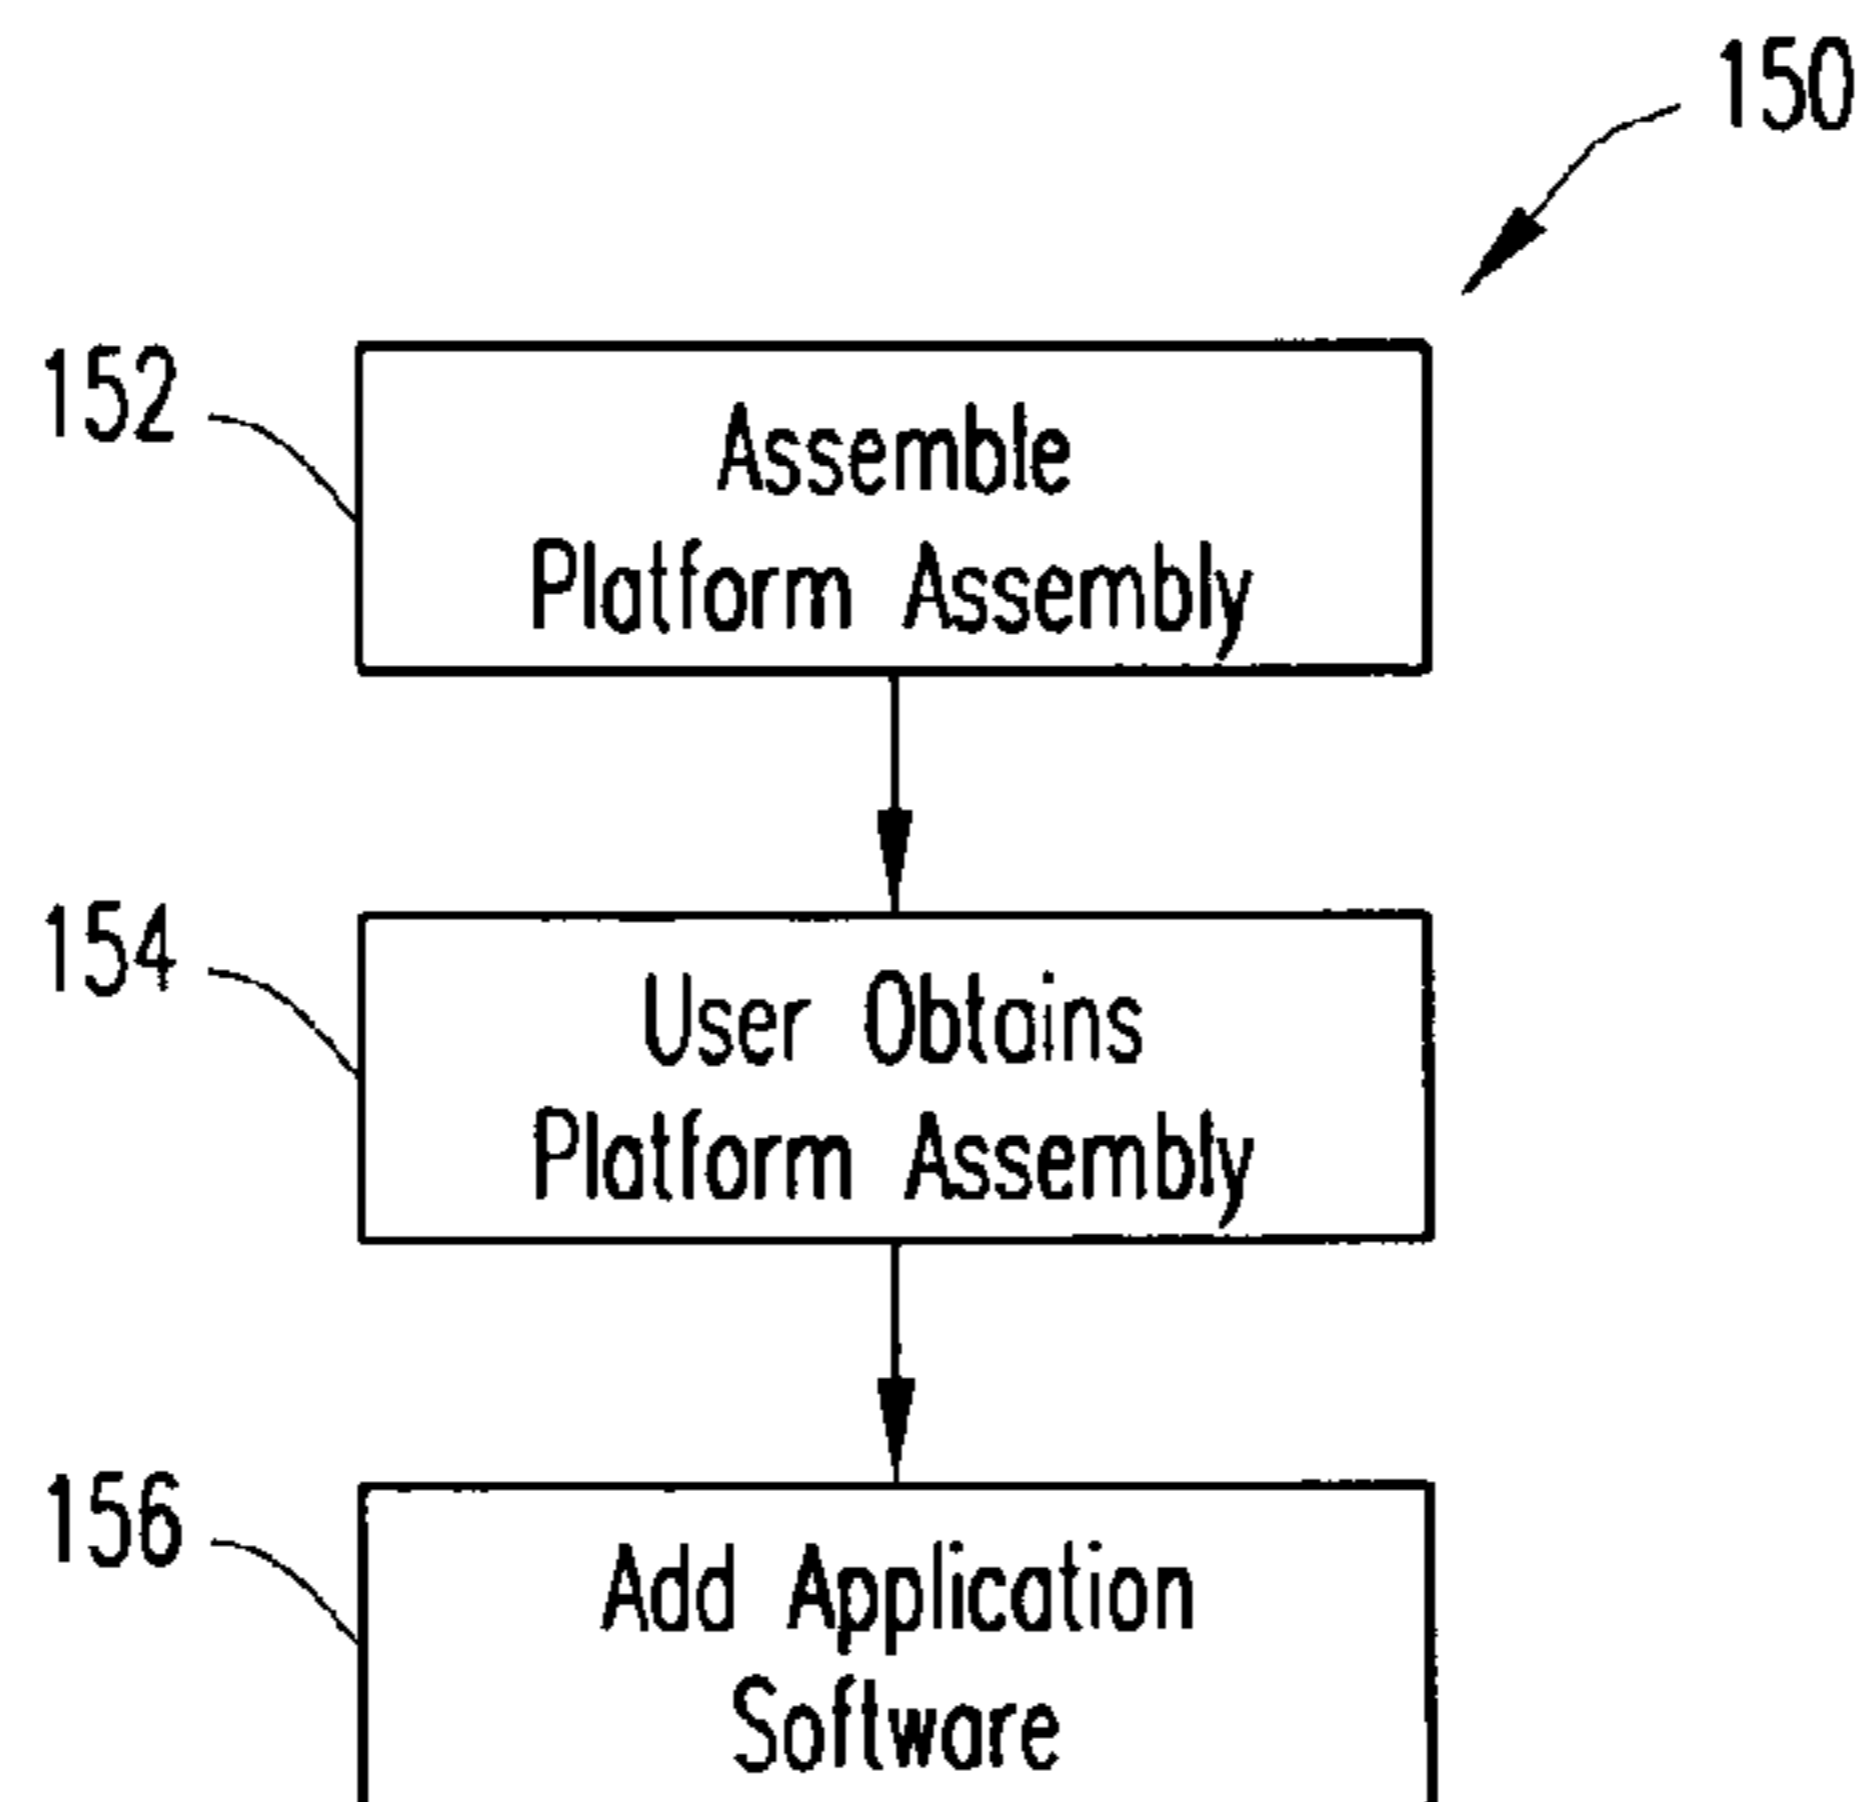 150
152
Assemble
Platform Assembly
154
User Obtains
Platform Assembly
156
Add Application
Software